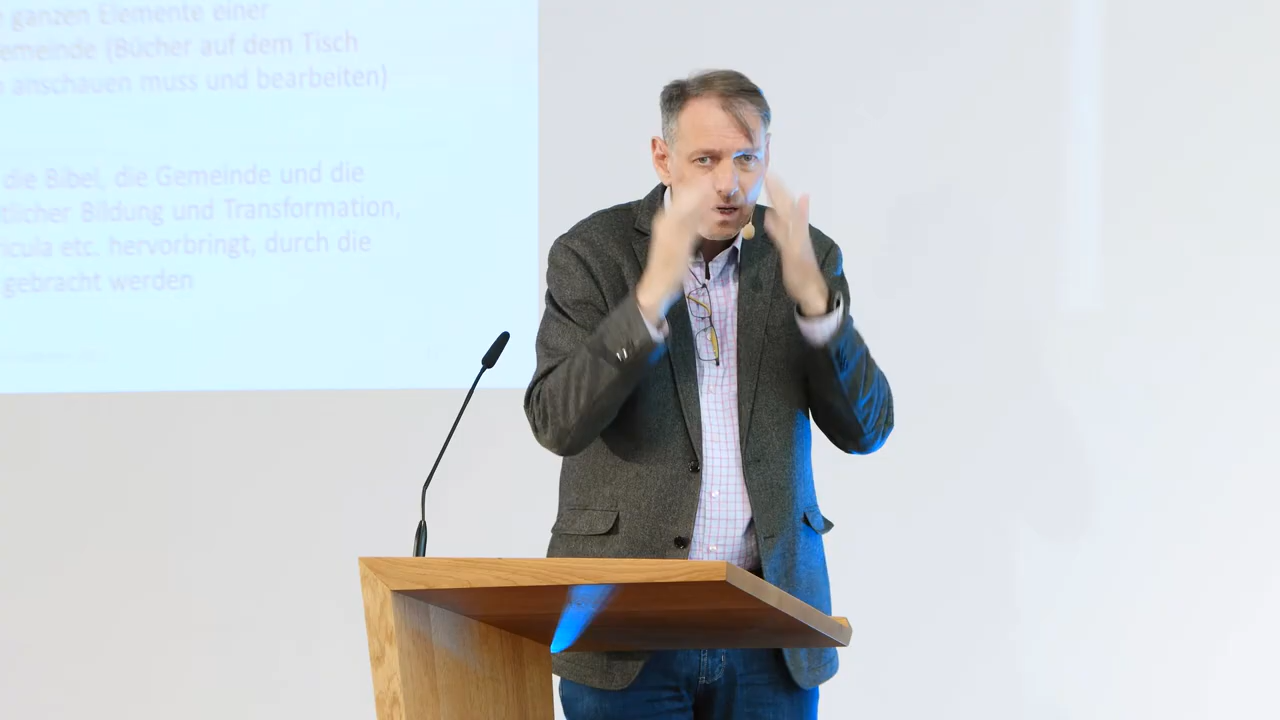 ganzen Elemente einer
emeinde (Bücher auf dem Tisch
anschauen muss und bearbeiten)
die Bibel, die Gemeinde und die
itischer Bildung und Transformation,
ricula etc. hervorbringt, durch die
gebracht werden